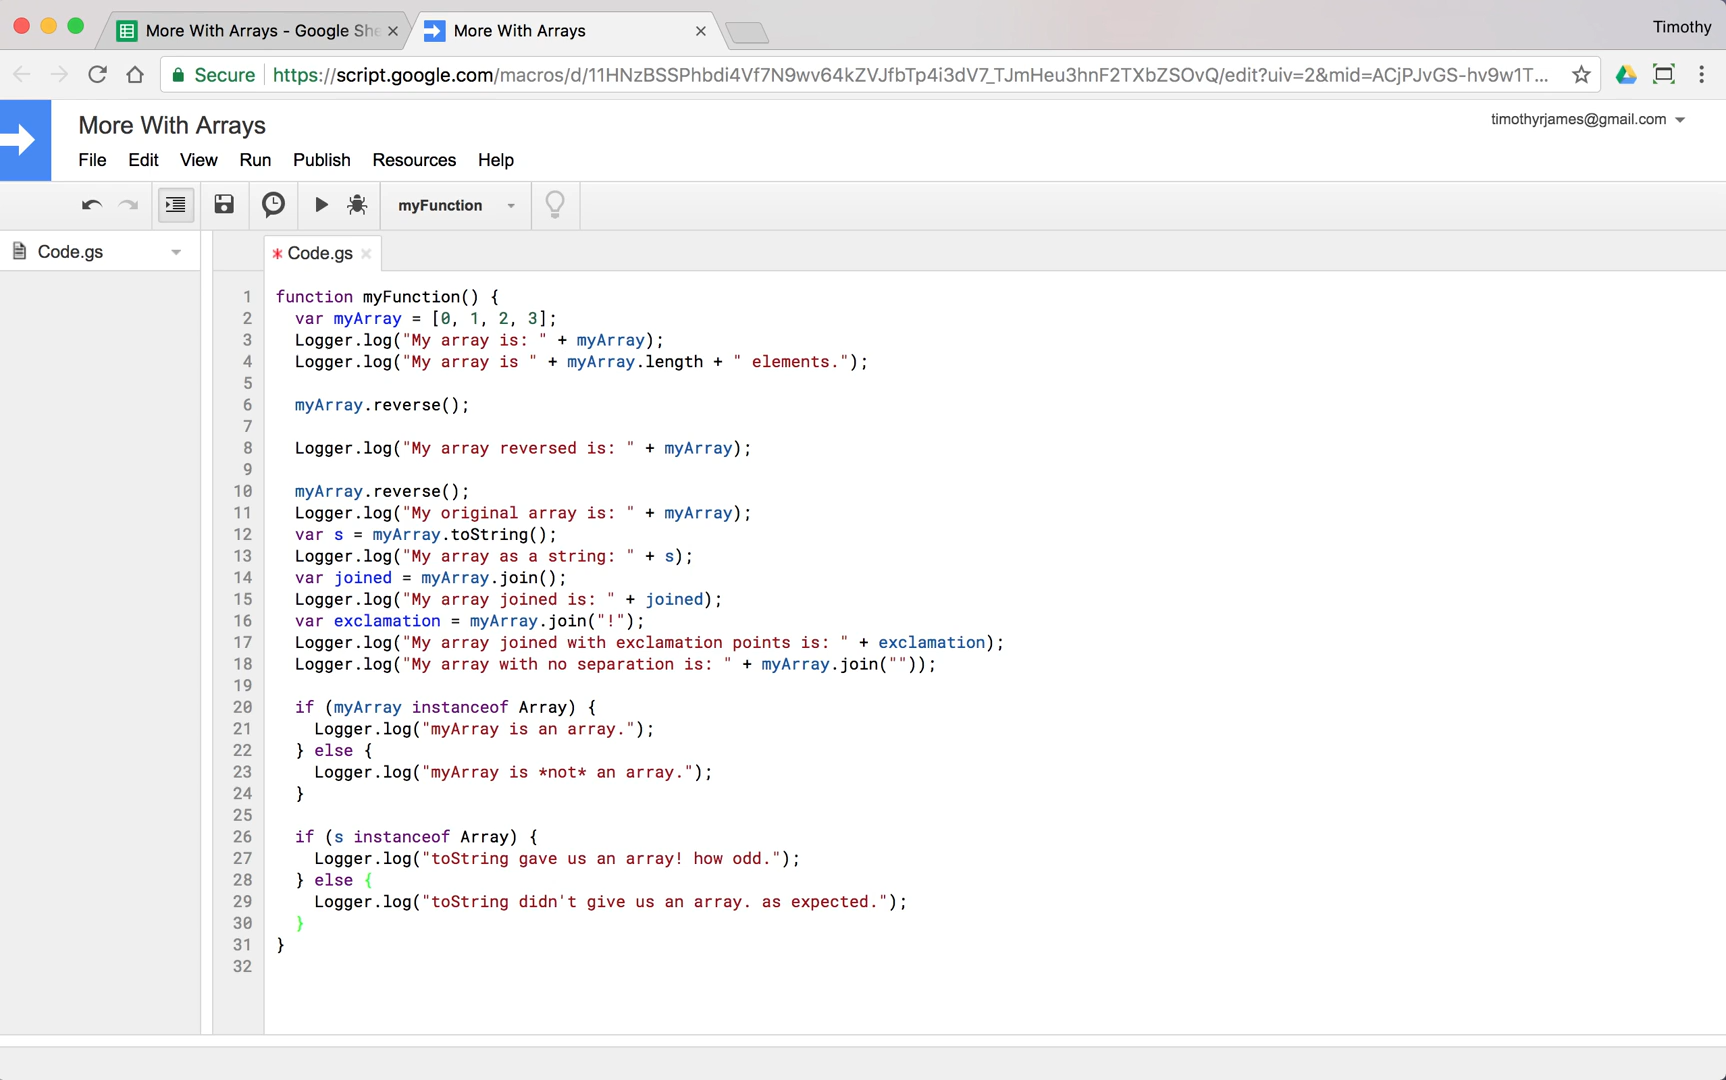 More With Arrays - Google She
More With Arrays
Timothy
Secure https://script.google.com/macros/d/11HNzBSSPhbdi4Vf7N9wv64kZVJfbTp4i3dV7_TJmHeu3hnF2TXbZSOvQ/edit?uiv=2&mid=ACjPJvGS-hv9w1T...
More With Arrays
timothyrjames@gmail.com
File Edit View Run Publish Resources Help
myFunction
Code.gs
* Code.gs
1 function myFunction() {
2 var myArray = [0, 1, 2, 3];
3 Logger.log("My array is: " + myArray);
4 Logger.log("My array is " + myArray.length + " elements.");
5
6 myArray.reverse();
7
8 Logger.log("My array reversed is: " + myArray);
9
10 myArray.reverse();
11 Logger.log("My original array is: " + myArray);
12 var s = myArray.toString();
13 Logger.log("My array as a string: " + s);
14 var joined = myArray.join();
15 Logger.log("My array joined is: " + joined);
16 var exclamation = myArray.join("!");
17 Logger.log("My array joined with exclamation points is: " + exclamation);
18 Logger.log("My array with no separation is: " + myArray.join(""));
19
20 if (myArray instanceof Array) {
21 Logger.log("myArray is an array.");
22 } else {
23 Logger.log("myArray is *not* an array.");
24 }
25
26 if (s instanceof Array) {
27 Logger.log("toString gave us an array! how odd.");
28 } else {
29 Logger.log("toString didn't give us an array. as expected.");
30 }
31 }
32